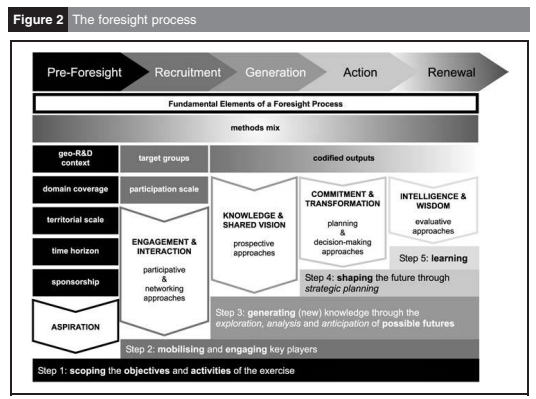 Figure 2 The foresight process
Pre-Foresight Recruitment Generation Action Renewal
Fundamental Elements of a Foresight Process
methods mix
geo-R&D
context
target groups
codified outputs
domain coverage
participation scale
territorial scale
time horizon
sponsorship
ASPIRATION
ENGAGEMENT &
INTERACTION
participative
&
networking
approaches
KNOWLEDGE &
SHARED VISION
prospective
approaches
COMMITMENT &
TRANSFORMATION
planning
&
decision-making
approaches
INTELLIGENCE &
WISDOM
evaluative
approaches
Step 5: learning
Step 4: shaping the future through
strategic planning
Step 3: generating (new) knowledge through the
exploration, analysis and anticipation of possible futures
Step 2: mobilising and engaging key players
Step 1: scoping the objectives and activities of the exercise